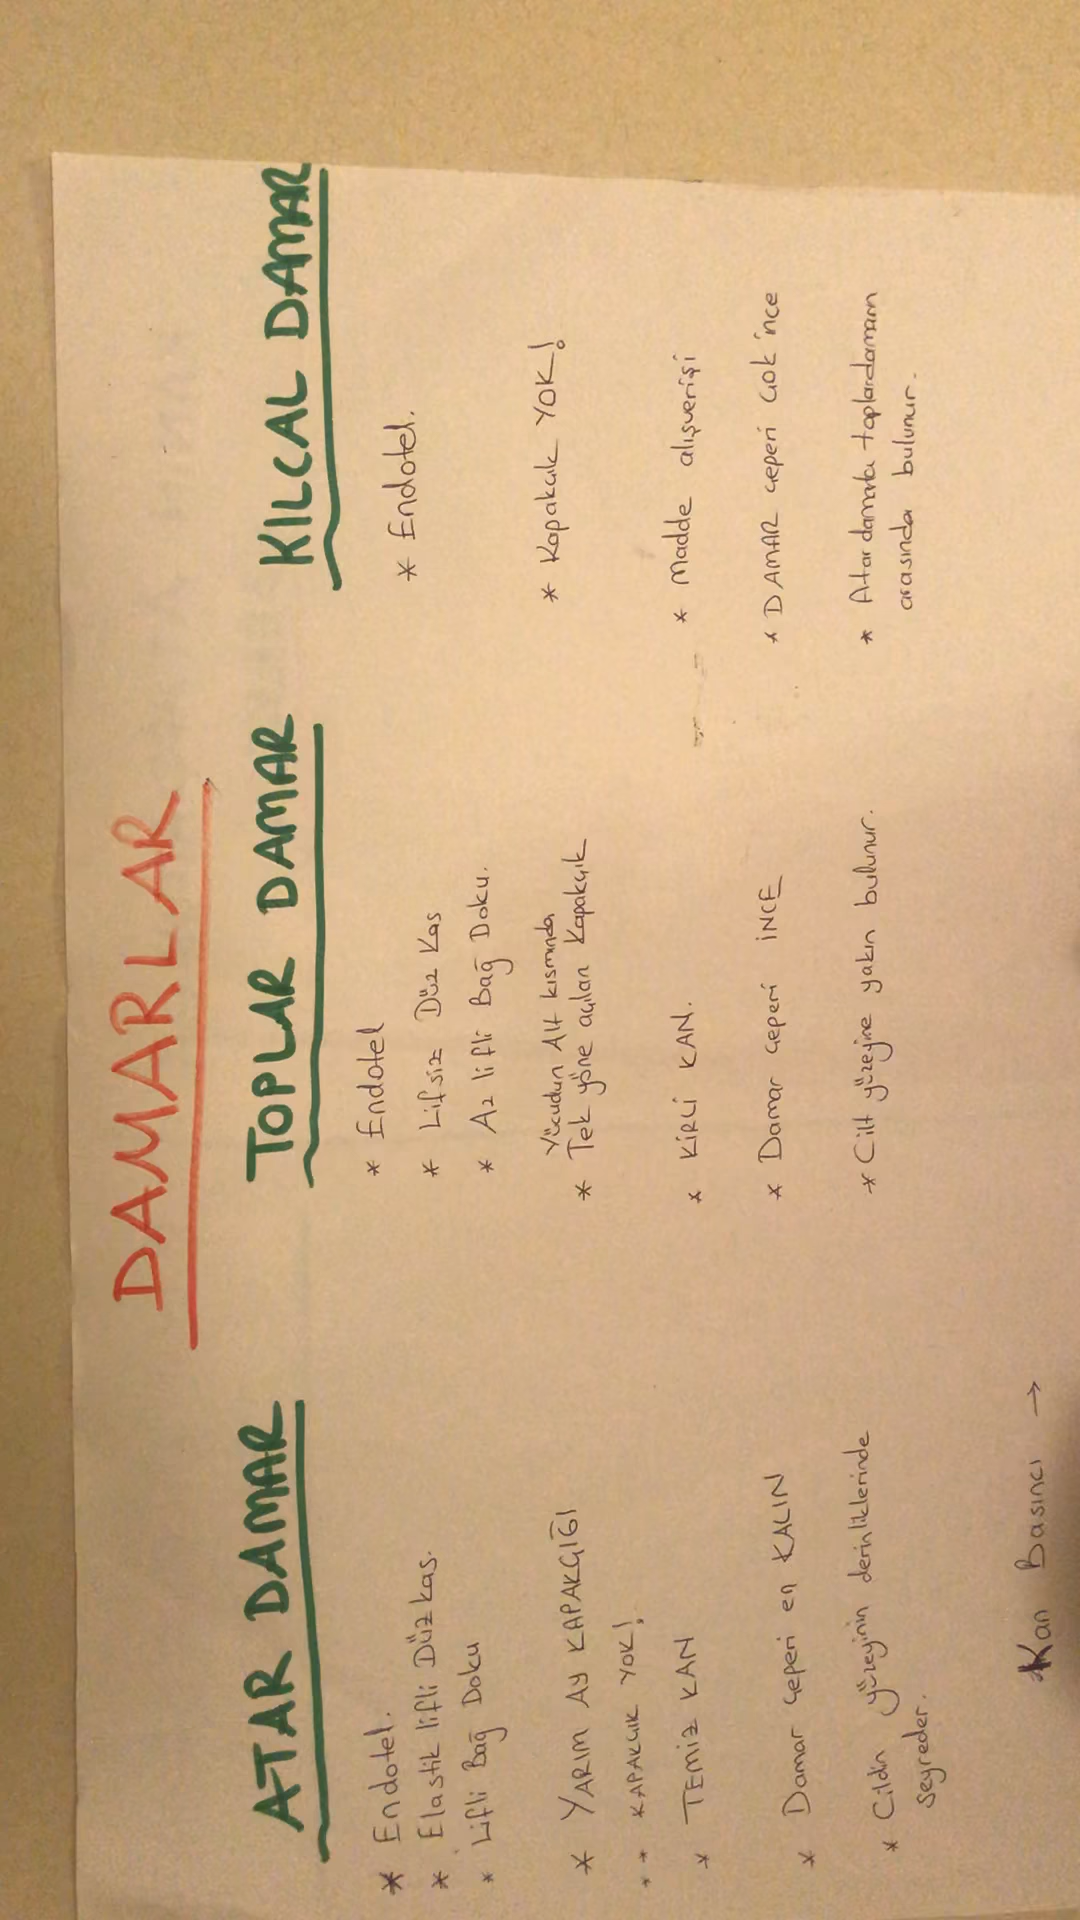 DAMARLAR
ATAR DAMAR
* Endotel.
* Elastik lifli Düz kas.
* Lifli Bağ Doku
* YARIM AY KAPAKÇIĞI
* * KAPAKÇIK YOK!
* TEMİZ KAN
* Damar çeperi en KALIN
* Cildin yüzeyinin derinliklerinde
seyreder.
*Kan Basıncı →
TOPLAR DAMAR
* Endotel
* Lifsiz Düz Kas
* Az lifli Bağ Doku.
Vücudun Alt kısmında
* Tek yöne açılan Kapakçık
* KİRLİ KAN.
* Damar çeperi İNCE
* Cilt yüzeyine yakın bulunur.
KILCAL DAMAR
* Endotel.
* Kapakçık YOK!
* Madde alışverişi
* DAMAR çeperi çok ince
* Atardamarla toplardamarın
arasında bulunur.